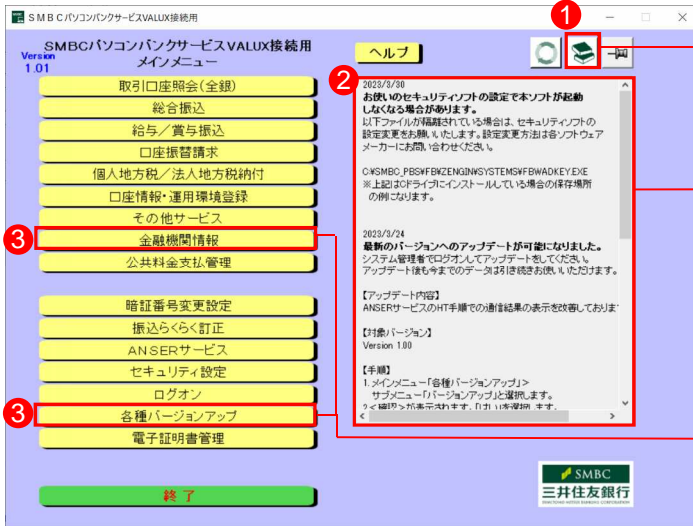 SMBCパソコンバンクサービスVALUX接続用
1
SMBCパソコンバンクサービスVALUX接続用
Version
1.01
メインメニュー
ヘルプ
2
取引口座照会(全銀)
総合振込
給与/賞与振込
口座振替請求
個人地方税/法人地方税納付
口座情報・運用環境登録
その他サービス
3
金融機関情報
公共料金支払管理
暗証番号変更設定
振込らくらく訂正
ANSERサービス
セキュリティ設定
ログオン
3
各種バージョンアップ
電子証明書管理
終了
2023/3/30
お使いのセキュリティソフトの設定で本ソフトが起動
しなくなる場合があります。
以下ファイルが隔離されている場合は、セキュリティソフトの
設定変更をお願いいたします。設定変更方法は各ソフトウェア
メーカーにお問い合わせください。
C:¥SMBC_PBS¥FB¥ZENGIN¥SYSTEMS¥FBWADKEY.EXE
※上記はCドライブにインストールしている場合の保存場所
の例になります。
2023/3/24
最新のバージョンへのアップデートが可能になりました。
システム管理者でログオンしてアップデートをしてください。
アップデート後も今までのデータは引き続きお使いいただけます。
【アップデート内容】
ANSERサービスのHT手順での通信結果の表示を改善しておりま
【対象バージョン】
Version 1.00
【手順】
1. メインメニュー「各種バージョンアップ」>
サブメニュー「バージョンアップ」と選択します。
2.<確認>が表示されます。「はい」を選択します。
SMBC
三井住友銀行